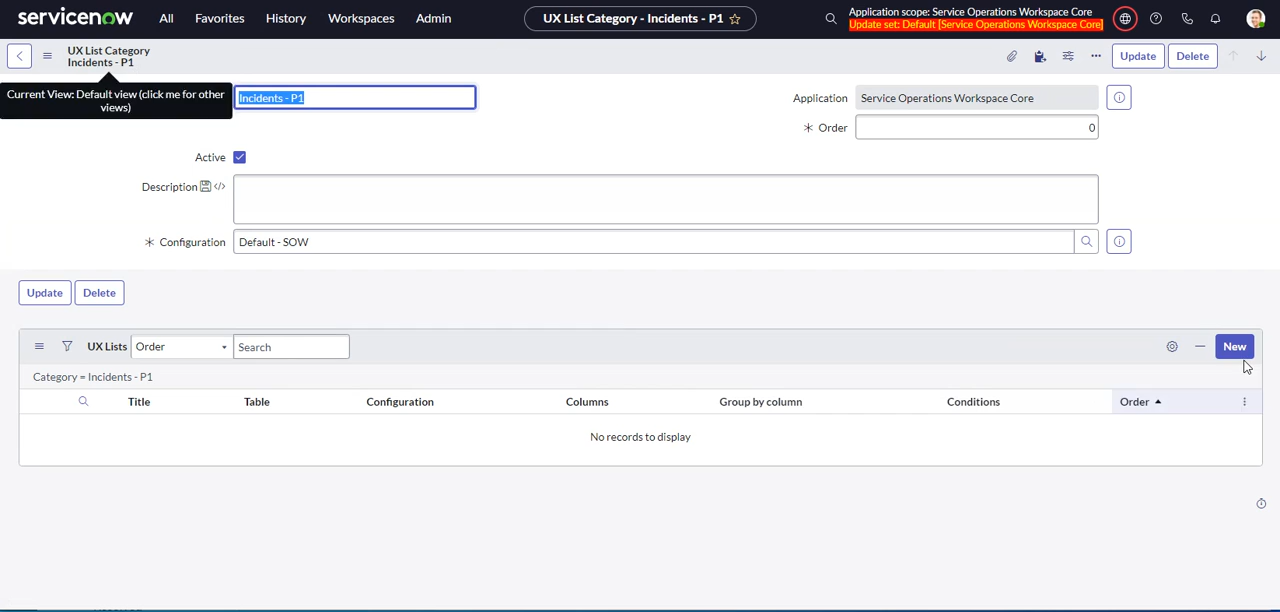 servicenow All Favorites History Workspaces Admin UX List Category - Incidents - P1 Application scope: Service Operations Workspace Core
Update set: Default [Service Operations Workspace Core]
UX List Category
Incidents - P1
Update Delete
Current View: Default view (click me for other
views)
Incidents - P1
Application Service Operations Workspace Core
Order 0
Active
Description
Configuration Default - SOW
Update Delete
UX Lists Order Search New
Category = Incidents - P1
Title Table Configuration Columns Group by column Conditions Order
No records to display